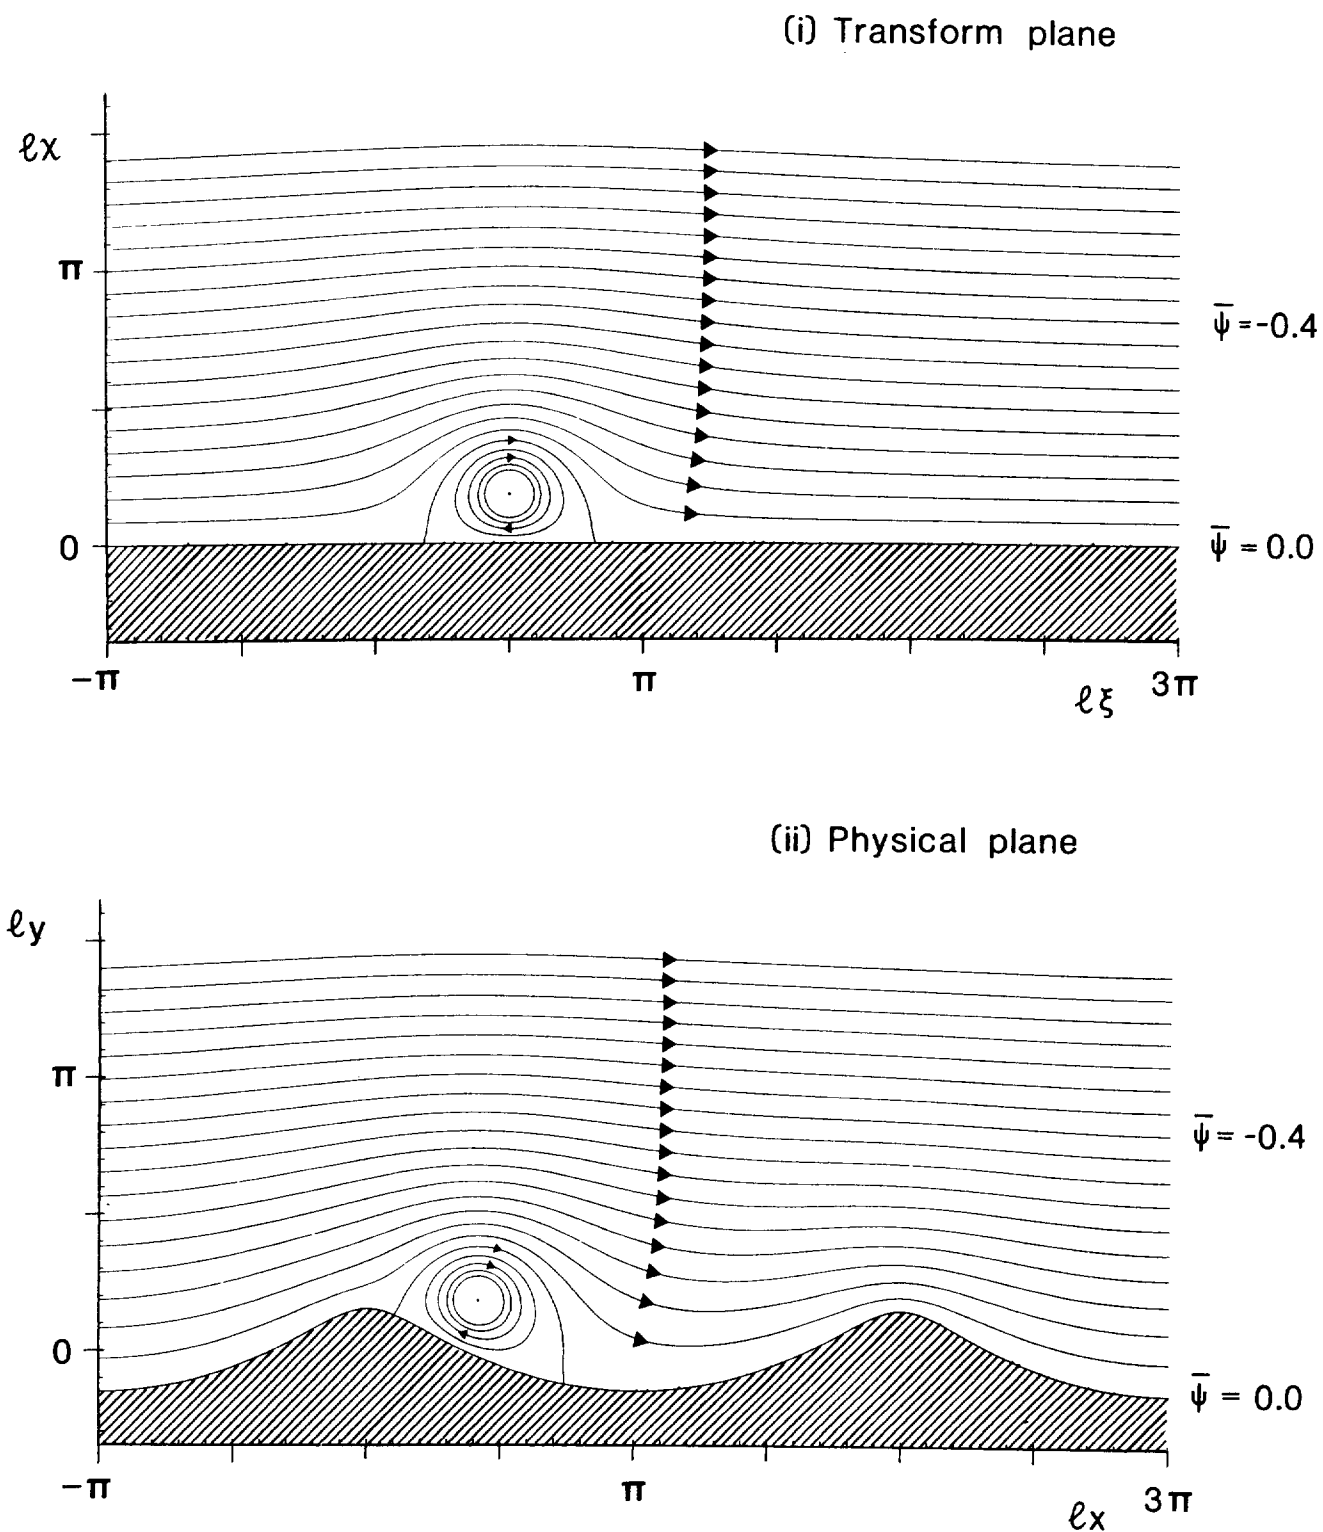 (i) Transform plane
ℓχ
π
ψ̄ = -0.4
0
ψ̄ = 0.0
-π π 3π
ℓξ
(ii) Physical plane
ℓy
π
ψ̄ = -0.4
0
ψ̄ = 0.0
-π π 3π
ℓx